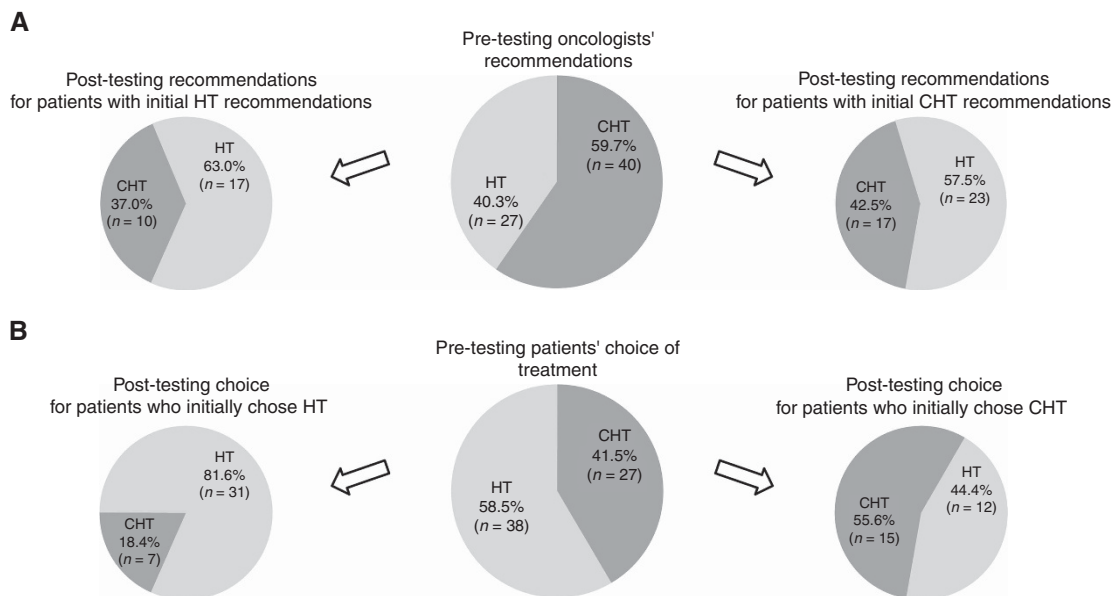 A
Pre-testing oncologists'
recommendations
Post-testing recommendations
for patients with initial HT recommendations
HT
63.0%
(n = 17)
CHT
37.0%
(n = 10)
CHT
59.7%
(n = 40)
HT
40.3%
(n = 27)
Post-testing recommendations
for patients with initial CHT recommendations
HT
57.5%
(n = 23)
CHT
42.5%
(n = 17)
B
Pre-testing patients' choice of
treatment
Post-testing choice
for patients who initially chose HT
HT
81.6%
(n = 31)
CHT
18.4%
(n = 7)
CHT
41.5%
(n = 27)
HT
58.5%
(n = 38)
Post-testing choice
for patients who initially chose CHT
HT
44.4%
(n = 12)
CHT
55.6%
(n = 15)